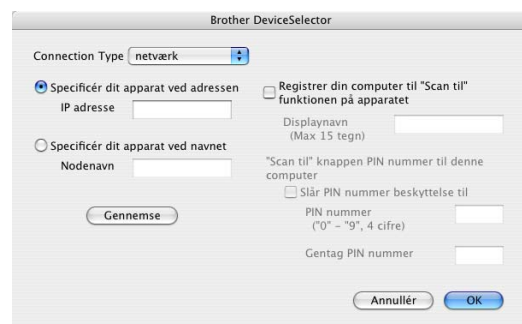 Brother DeviceSelector
Connection Type netværk
Specificér dit apparat ved adressen
IP adresse
Specificér dit apparat ved navnet
Nodenavn
Gennemse
Registrer din computer til "Scan til"
funktionen på apparatet
Displaynavn
(Max 15 tegn)
"Scan til" knappen PIN nummer til denne
computer
Slår PIN nummer beskyttelse til
PIN nummer
("0" - "9", 4 cifre)
Gentag PIN nummer
Annullér
OK